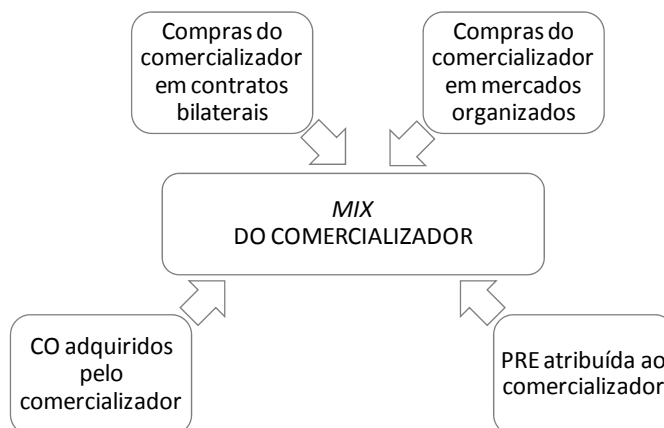 Compras do
comercializador
em contratos
bilaterais
Compras do
comercializador
em mercados
organizados
MIX
DO COMERCIALIZADOR
CO adquiridos
pelo
comercializador
PRE atribuída ao
comercializador